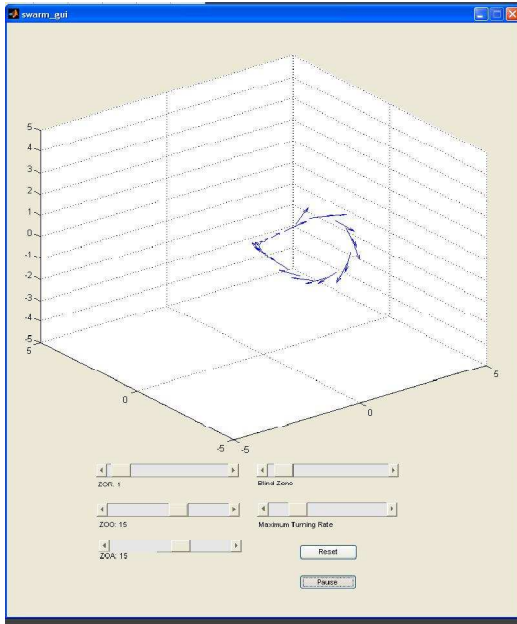 swarm_gui
5
4
3
2
1
0
-1
-2
-3
-4
-5
5
0
-5
-5
0
5
ZOR: 1
Blind Zone
ZOO: 15
Maximum Turning Rate
ZOA: 15
Reset
Pause